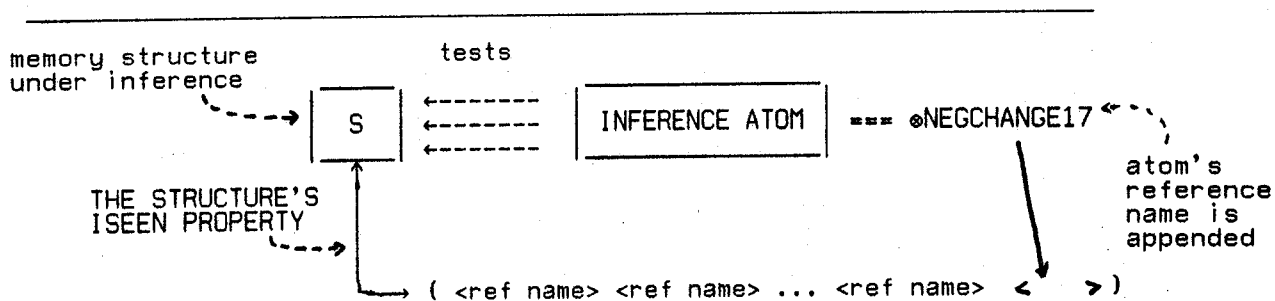 memory structure
under inference
tests
S
INFERENCE ATOM
=== ⊗NEGCHANGE17
atom's
reference
name is
appended
THE STRUCTURE'S
ISEEN PROPERTY
( <ref name> <ref name> ... <ref name> < > )